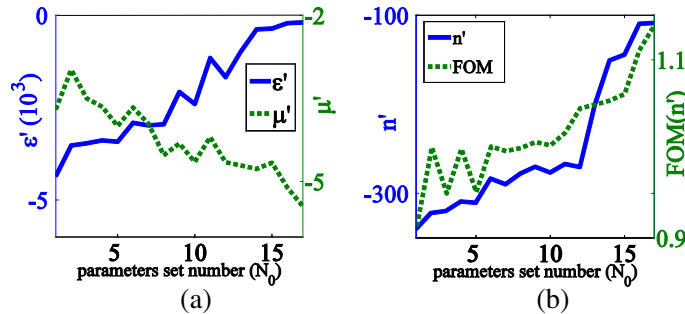 0
-2
ε' (10³)
ε'
μ'
μ'
-5
-5
5
10
15
parameters set number (N₀)
(a)
-100
n'
FOM
1.1
n'
FOM(n')
-300
0.9
5
10
15
parameters set number (N₀)
(b)